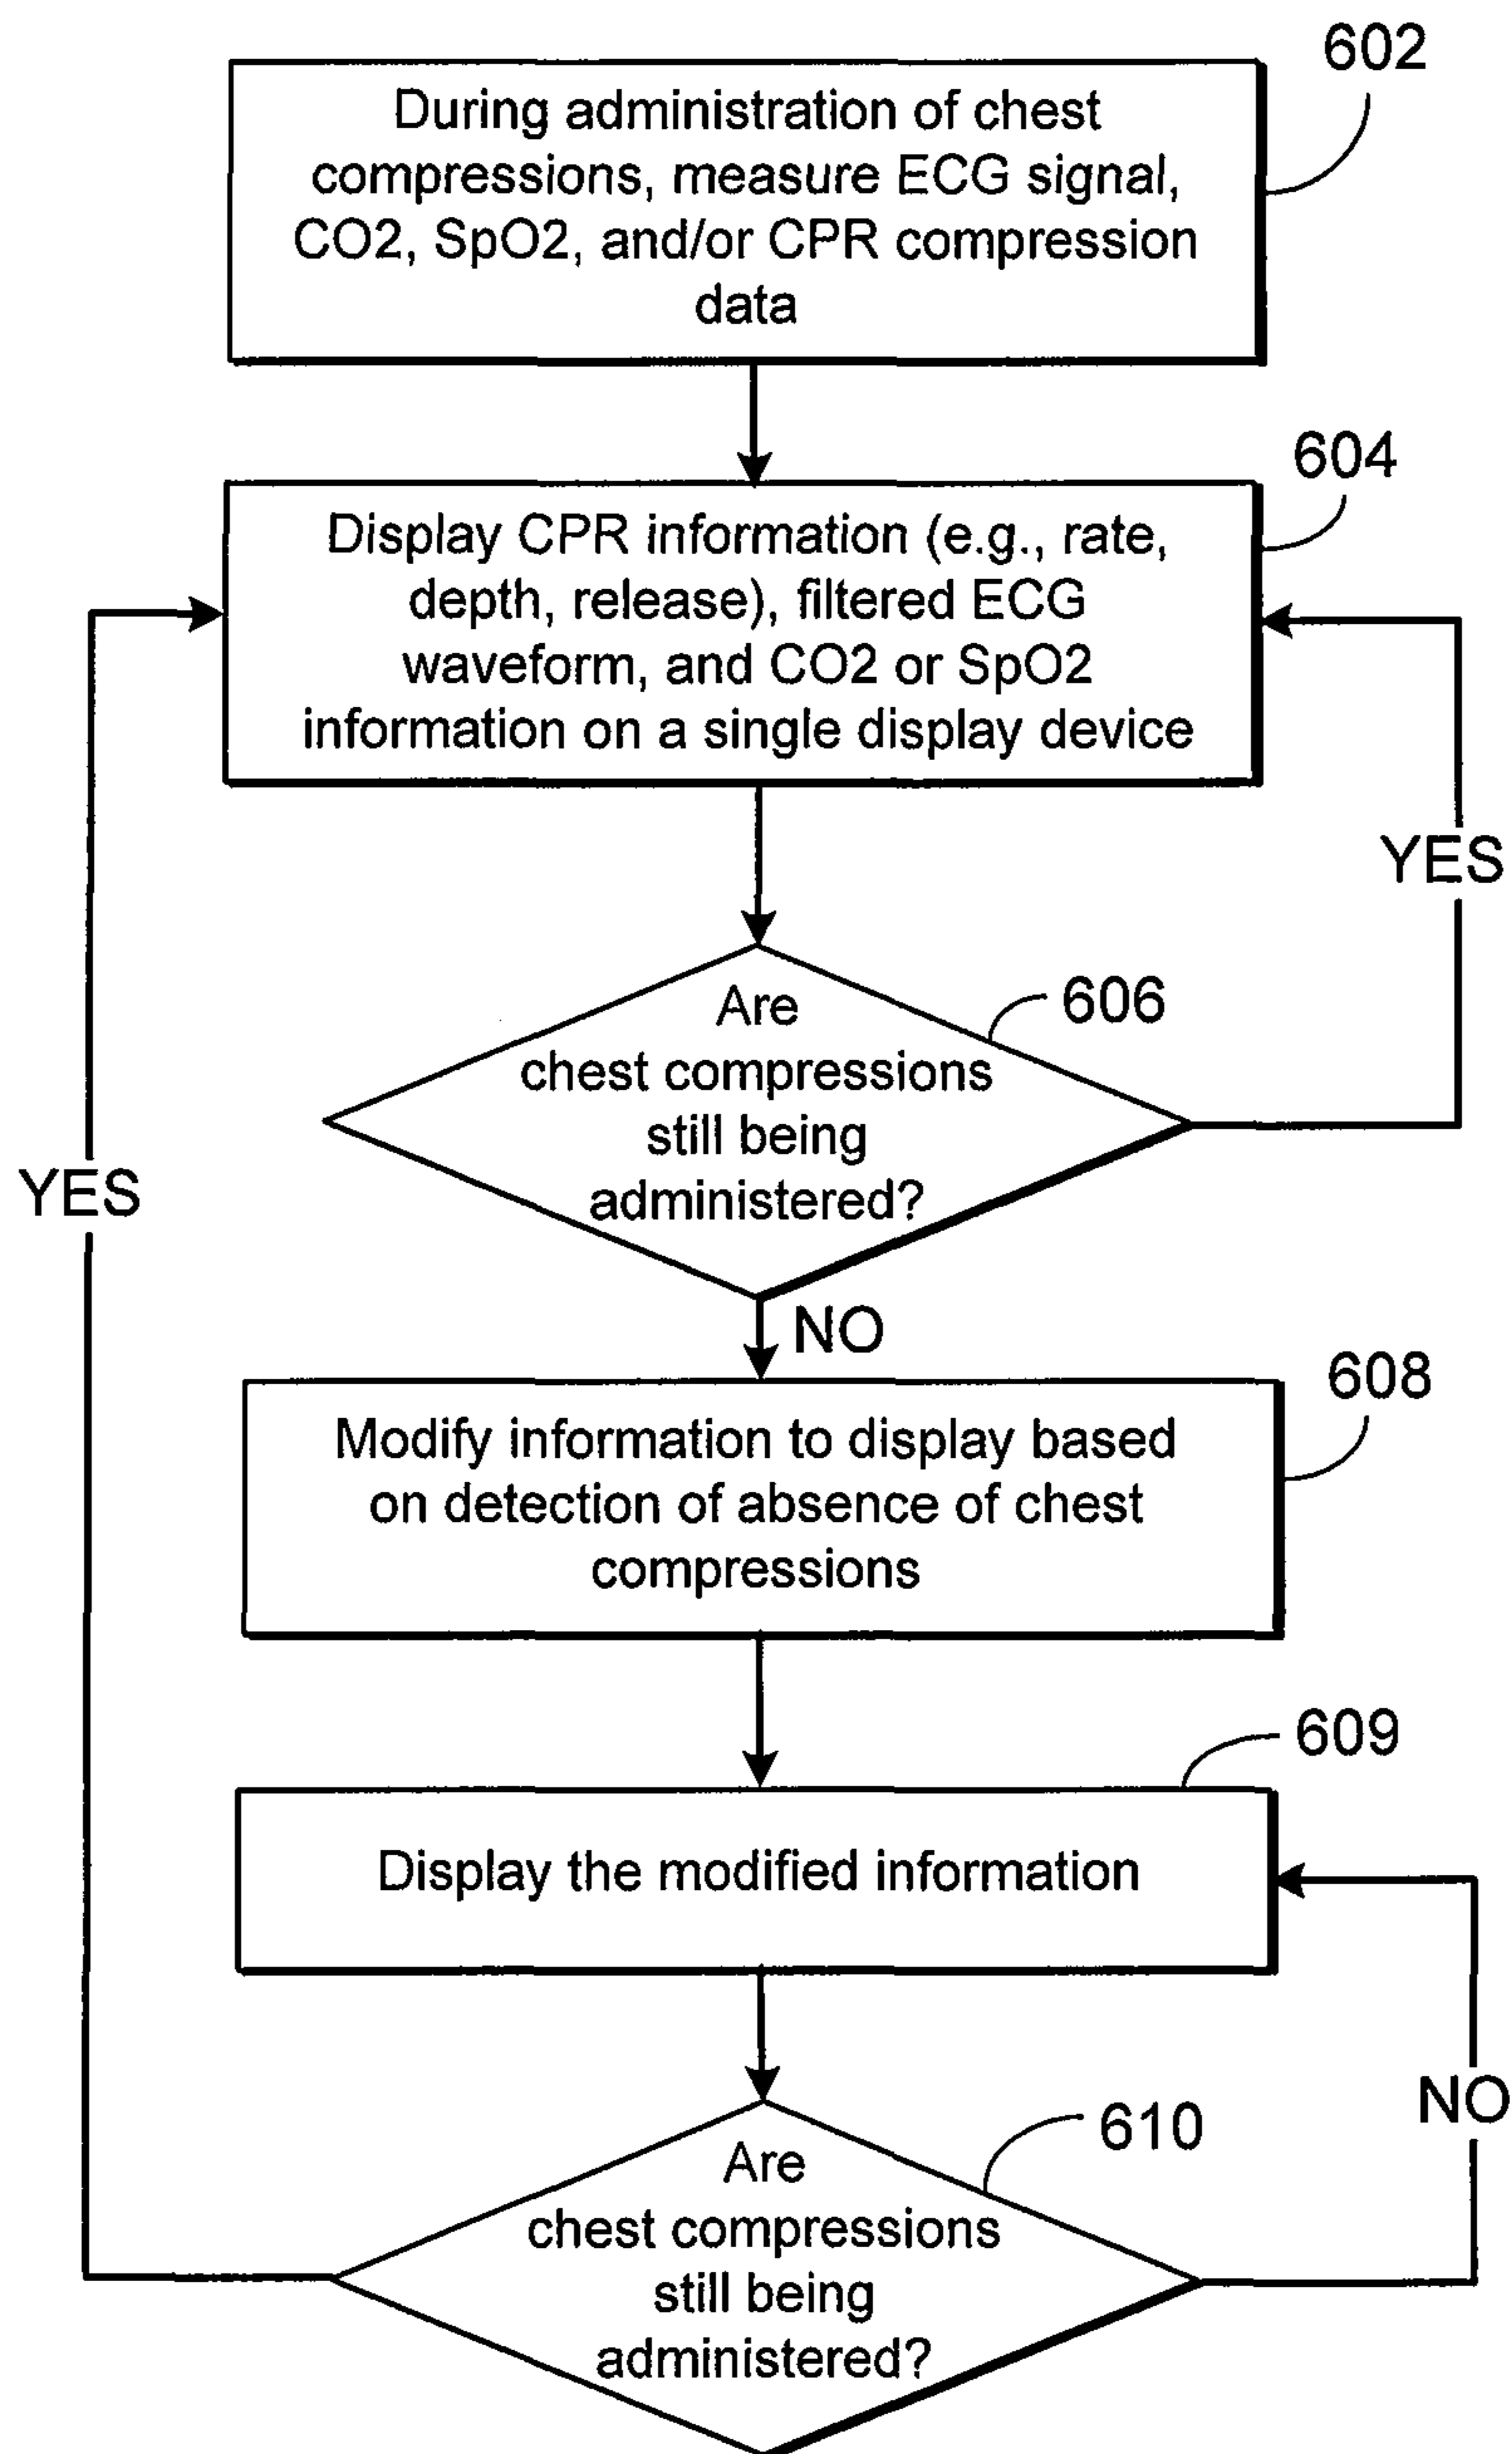 602
During administration of chest
compressions, measure ECG signal,
CO2, SpO2, and/or CPR compression
data
604
Display CPR information (e.g., rate,
depth, release), filtered ECG
waveform, and CO2 or SpO2
information on a single display device
YES
606
Are
chest compressions
still being
administered?
YES
NO
608
Modify information to display based
on detection of absence of chest
compressions
609
Display the modified information
NO
610
Are
chest compressions
still being
administered?